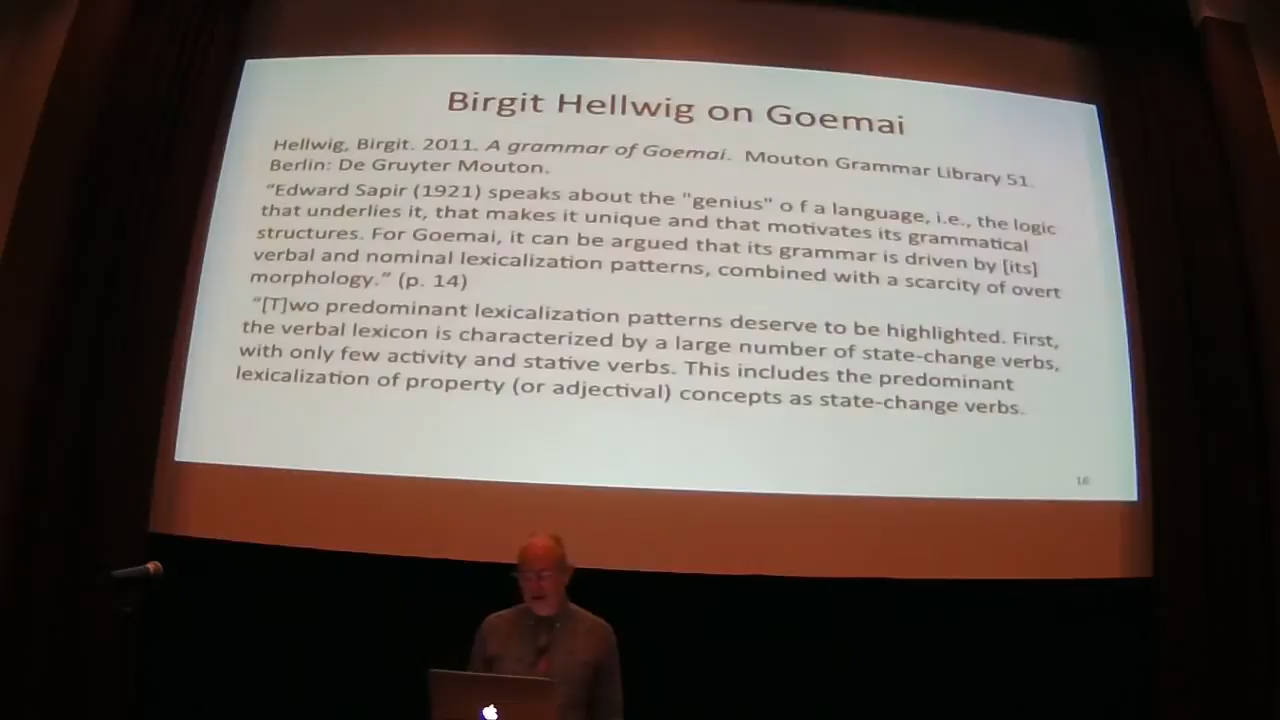 Birgit Hellwig on Goemai
Hellwig, Birgit. 2011. A grammar of Goemai. Mouton Grammar Library 51.
Berlin: De Gruyter Mouton.
“Edward Sapir (1921) speaks about the "genius" o f a language, i.e., the logic
that underlies it, that makes it unique and that motivates its grammatical
structures. For Goemai, it can be argued that its grammar is driven by [its]
verbal and nominal lexicalization patterns, combined with a scarcity of overt
morphology.” (p. 14)
“[T]wo predominant lexicalization patterns deserve to be highlighted. First,
the verbal lexicon is characterized by a large number of state-change verbs,
with only few activity and stative verbs. This includes the predominant
lexicalization of property (or adjectival) concepts as state-change verbs.
16